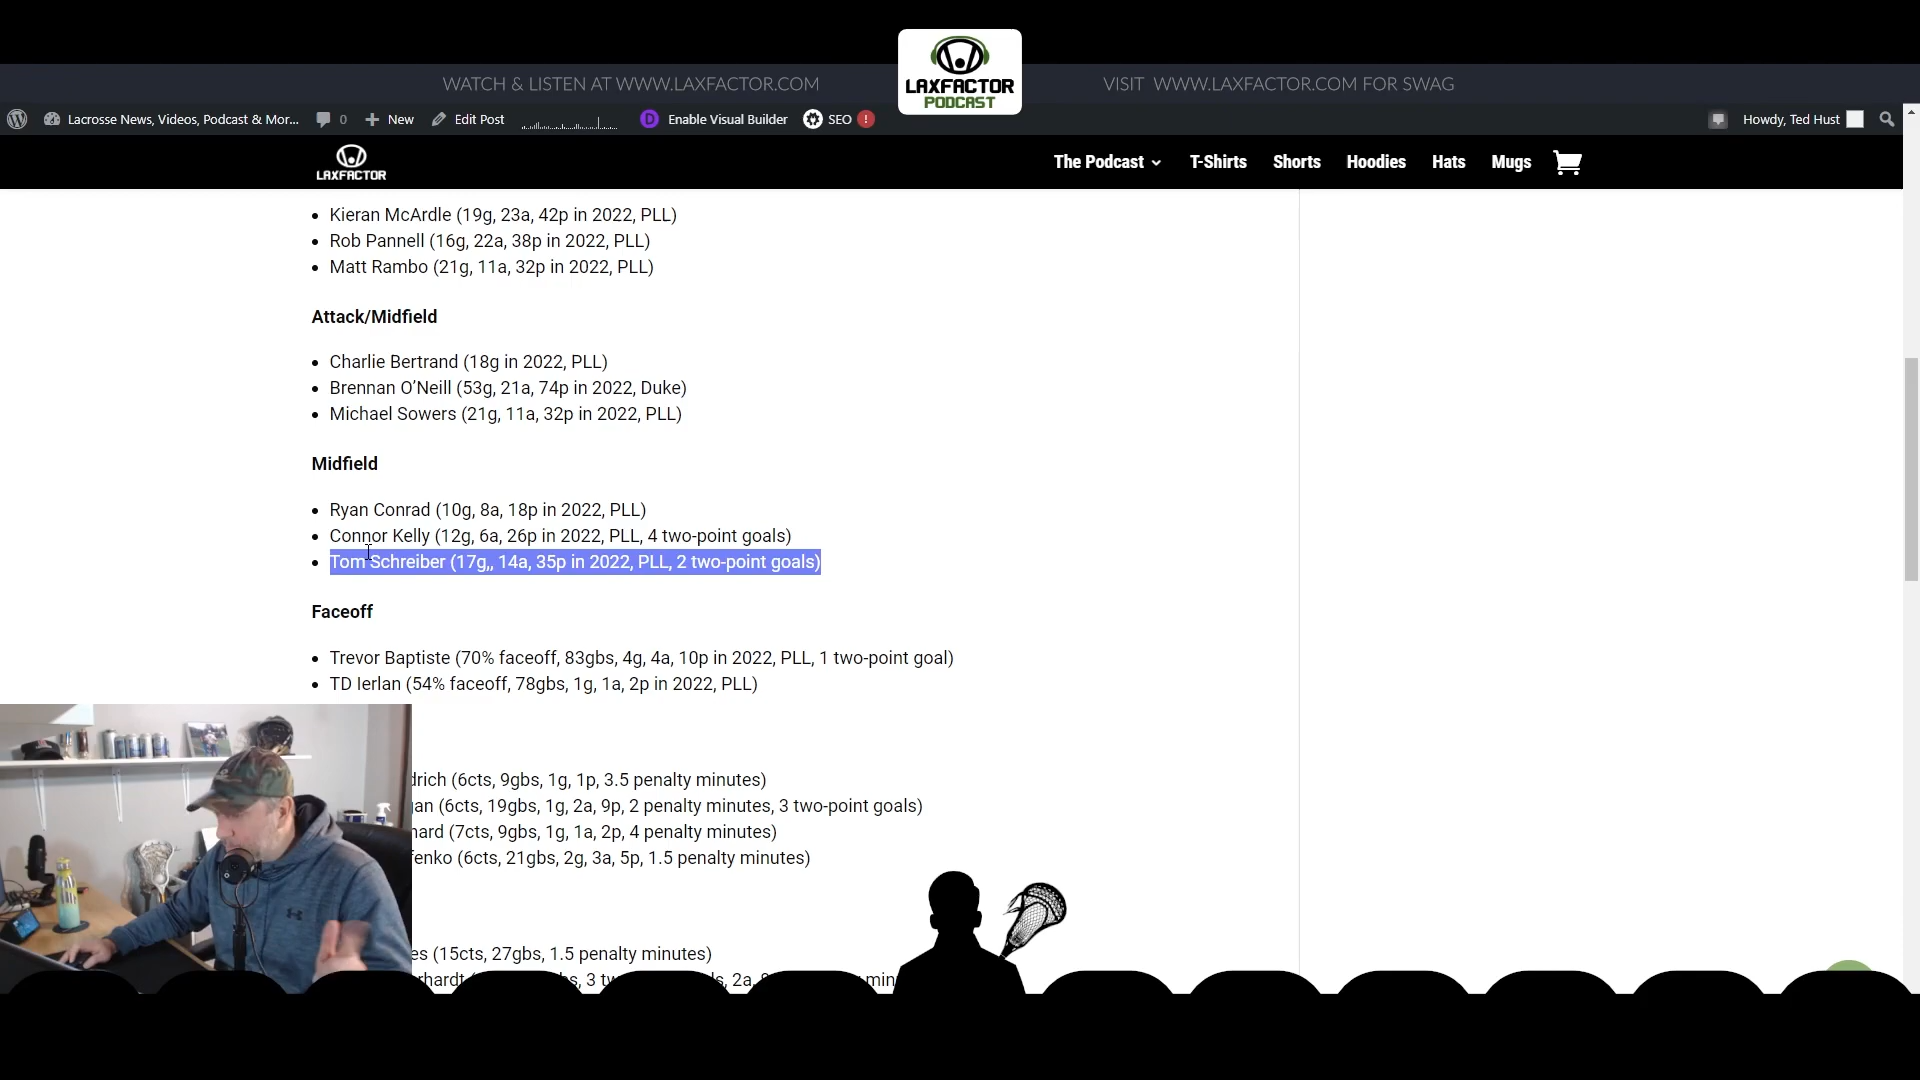 WATCH & LISTEN AT WWW.LAXFACTOR.COM
LAXFACTOR
PODCAST
VISIT WWW.LAXFACTOR.COM FOR SWAG
Lacrosse News, Videos, Podcast & Mor... 0 New Edit Post Enable Visual Builder SEO ! Howdy, Ted Hust
LAXFACTOR
The Podcast T-Shirts Shorts Hoodies Hats Mugs
• Kieran McArdle (19g, 23a, 42p in 2022, PLL)
• Rob Pannell (16g, 22a, 38p in 2022, PLL)
• Matt Rambo (21g, 11a, 32p in 2022, PLL)
Attack/Midfield
• Charlie Bertrand (18g in 2022, PLL)
• Brennan O’Neill (53g, 21a, 74p in 2022, Duke)
• Michael Sowers (21g, 11a, 32p in 2022, PLL)
Midfield
• Ryan Conrad (10g, 8a, 18p in 2022, PLL)
• Connor Kelly (12g, 6a, 26p in 2022, PLL, 4 two-point goals)
• Tom Schreiber (17g,, 14a, 35p in 2022, PLL, 2 two-point goals)
Faceoff
• Trevor Baptiste (70% faceoff, 83gbs, 4g, 4a, 10p in 2022, PLL, 1 two-point goal)
• TD Ierlan (54% faceoff, 78gbs, 1g, 1a, 2p in 2022, PLL)
drich (6cts, 9gbs, 1g, 1p, 3.5 penalty minutes)
an (6cts, 19gbs, 1g, 2a, 9p, 2 penalty minutes, 3 two-point goals)
ard (7cts, 9gbs, 1g, 1a, 2p, 4 penalty minutes)
enko (6cts, 21gbs, 2g, 3a, 5p, 1.5 penalty minutes)
es (15cts, 27gbs, 1.5 penalty minutes)